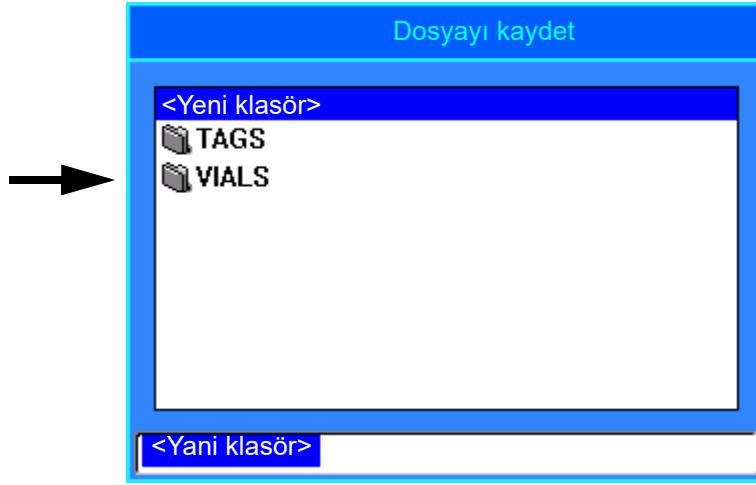 Dosyayı kaydet
<Yeni klasör>
TAGS
VIALS
<Yani klasör>